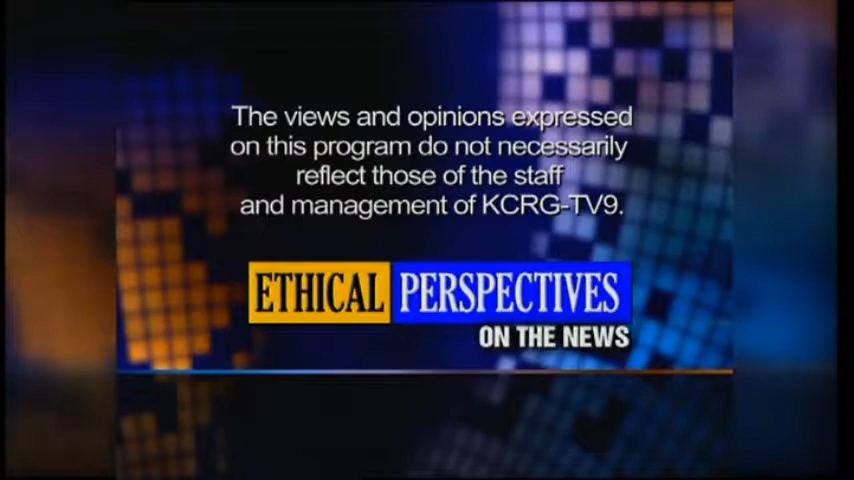 The views and opinions expressed
on this program do not necessarily
reflect those of the staff
and management of KCRG-TV9.
ETHICAL PERSPECTIVES
ON THE NEWS